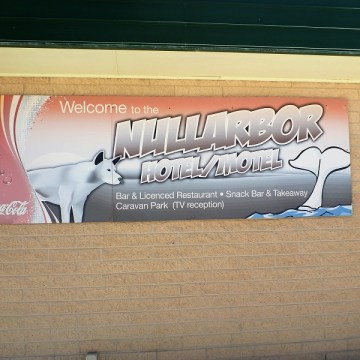 Welcome to the
NULLARBOR
HOTEL/MOTEL
Bar & Licenced Restaurant • Snack Bar & Takeaway
Caravan Park (TV reception)
Coca-Cola